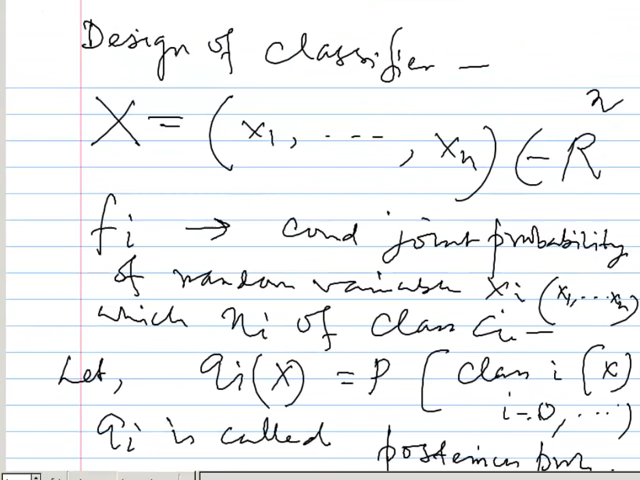 Design of classifier —
X = (x1, ---, xn) ∈ R^n
fi → cond joint probability
of random variable xi (x1, ... xn)
which ni of class ci —
Let, qi(X) = P [class i (x)
i=0, ...)
qi is called posterior